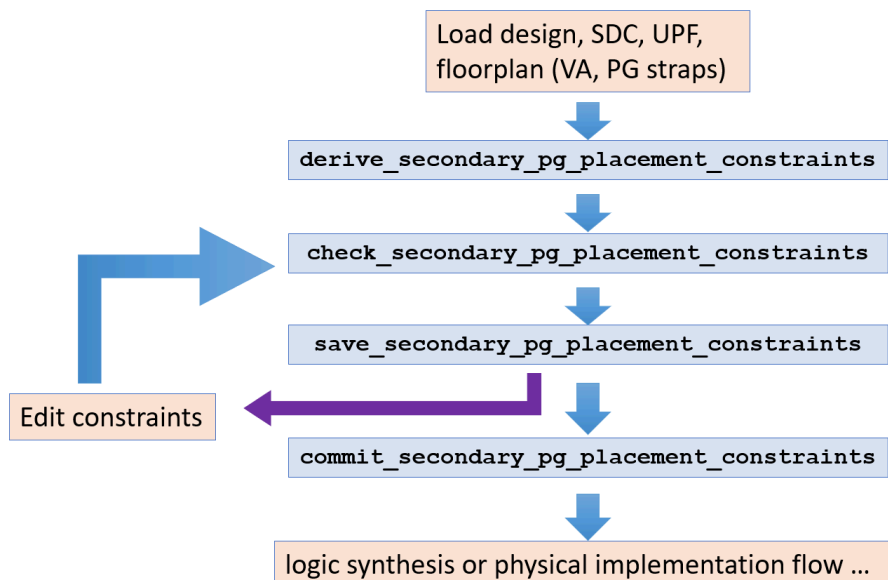 Load design, SDC, UPF,
floorplan (VA, PG straps)
derive_secondary_pg_placement_constraints
check_secondary_pg_placement_constraints
save_secondary_pg_placement_constraints
Edit constraints
commit_secondary_pg_placement_constraints
logic synthesis or physical implementation flow ...